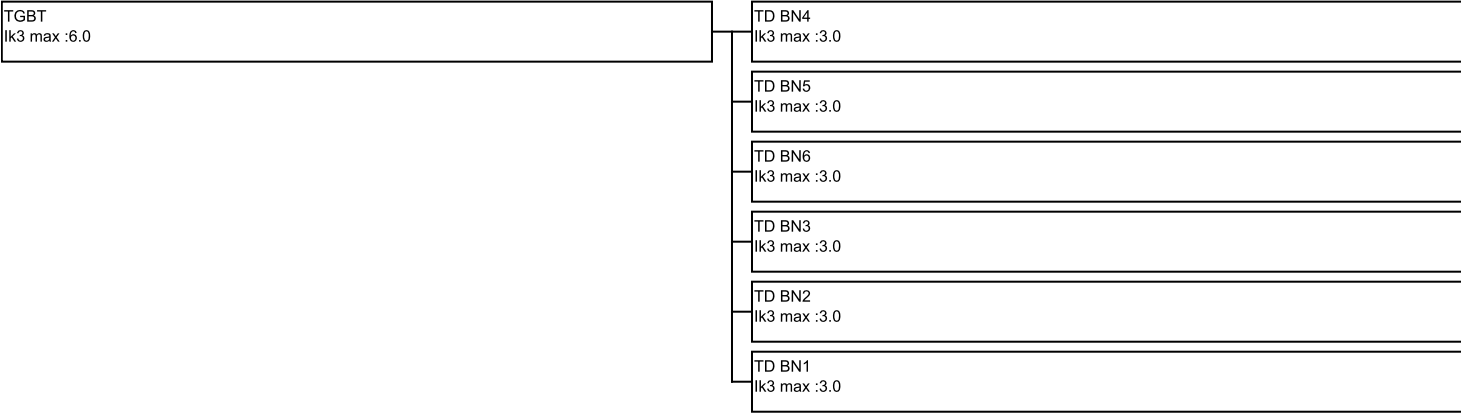 TGBT
Ik3 max :6.0
TD BN4
Ik3 max :3.0
TD BN5
Ik3 max :3.0
TD BN6
Ik3 max :3.0
TD BN3
Ik3 max :3.0
TD BN2
Ik3 max :3.0
TD BN1
Ik3 max :3.0